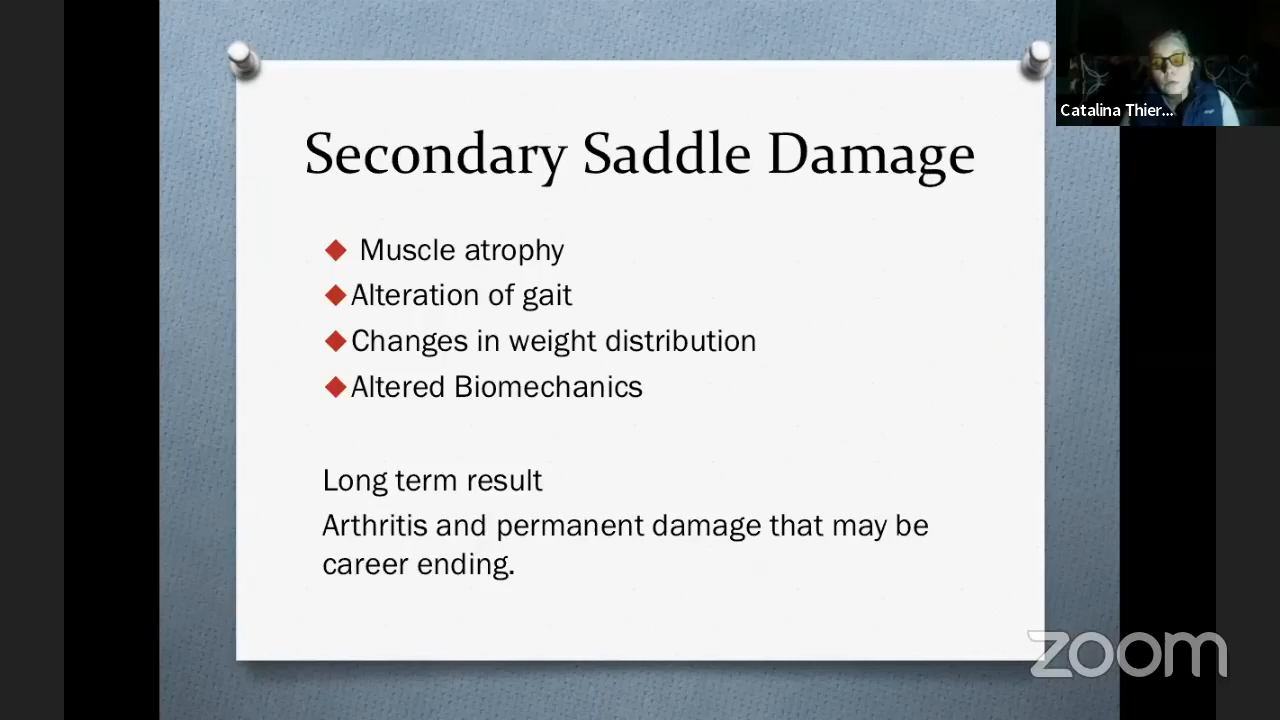 Catalina Thier...
Secondary Saddle Damage
Muscle atrophy
Alteration of gait
Changes in weight distribution
Altered Biomechanics
Long term result
Arthritis and permanent damage that may be
career ending.
zoom